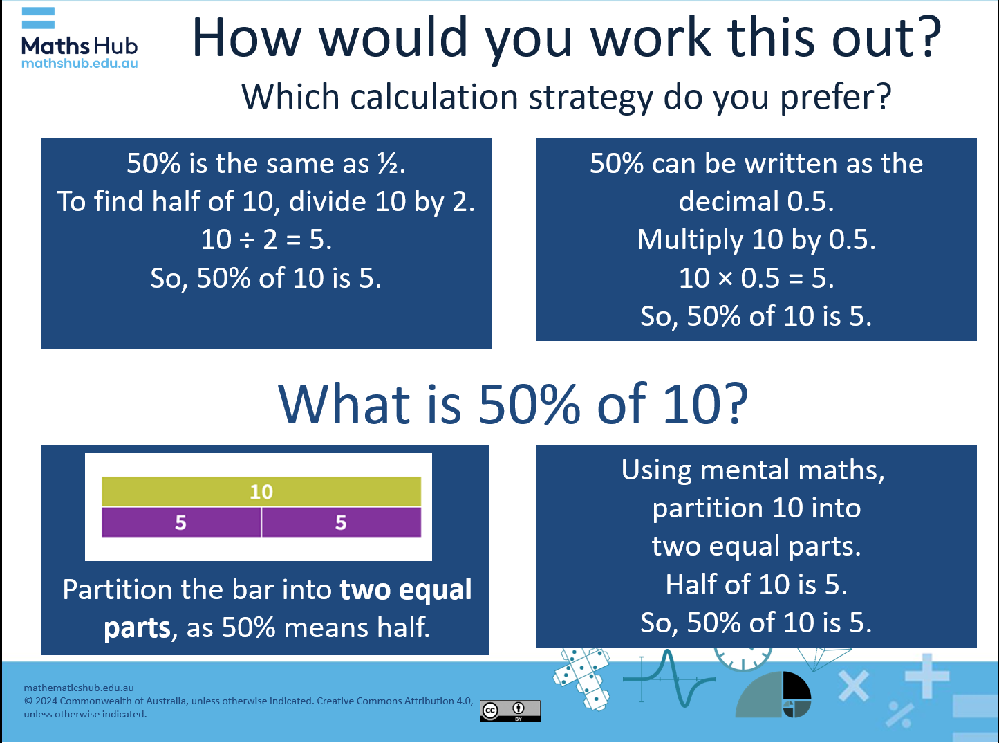 Maths Hub
mathshub.edu.au
How would you work this out?
Which calculation strategy do you prefer?
50% is the same as ½.
To find half of 10, divide 10 by 2.
10 ÷ 2 = 5.
So, 50% of 10 is 5.
50% can be written as the
decimal 0.5.
Multiply 10 by 0.5.
10 × 0.5 = 5.
So, 50% of 10 is 5.
What is 50% of 10?
10
5 5
Partition the bar into two equal
parts, as 50% means half.
Using mental maths,
partition 10 into
two equal parts.
Half of 10 is 5.
So, 50% of 10 is 5.
mathematicshub.edu.au
© 2024 Commonwealth of Australia, unless otherwise indicated. Creative Commons Attribution 4.0,
unless otherwise indicated.
cc
BY